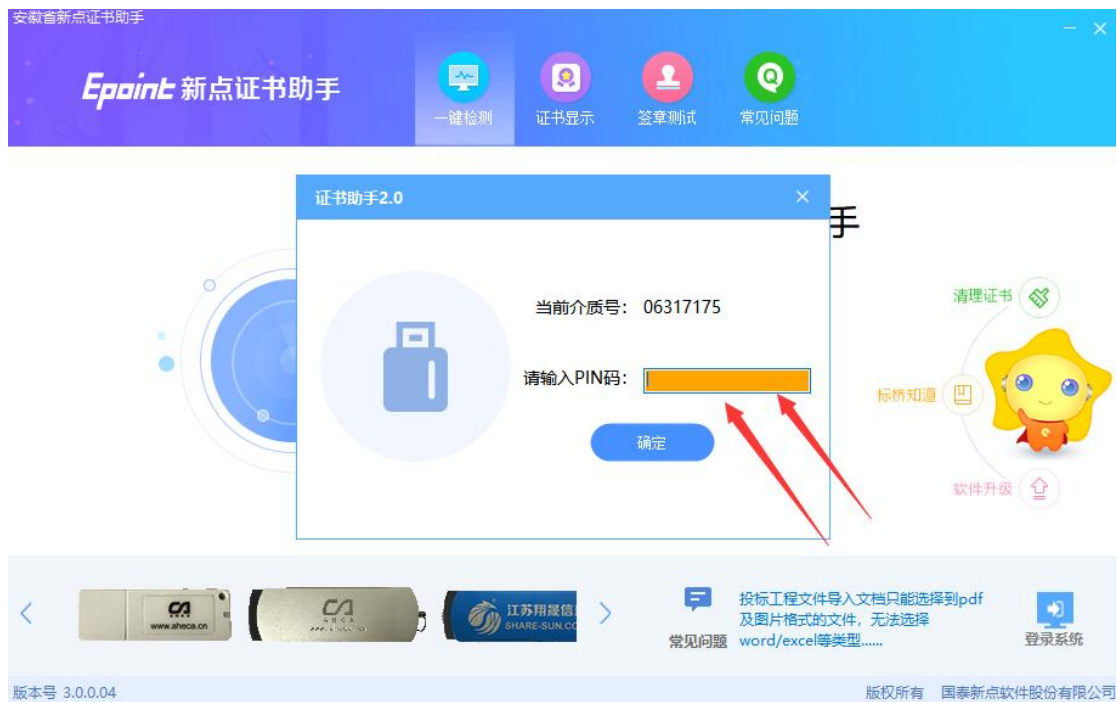 安徽省新点证书助手
Epoint 新点证书助手
一键检测
证书显示
签章测试
常见问题
证书助手2.0
手
当前介质号： 06317175
请输入PIN码：
确定
清理证书
标桥知道
软件升级
www.aheca.cn
江苏翔晟信息
SHARE-SUN.CO
常见问题
投标工程文件导入文档只能选择到pdf
及图片格式的文件，无法选择
word/excel等类型......
登录系统
版本号 3.0.0.04
版权所有 国泰新点软件股份有限公司